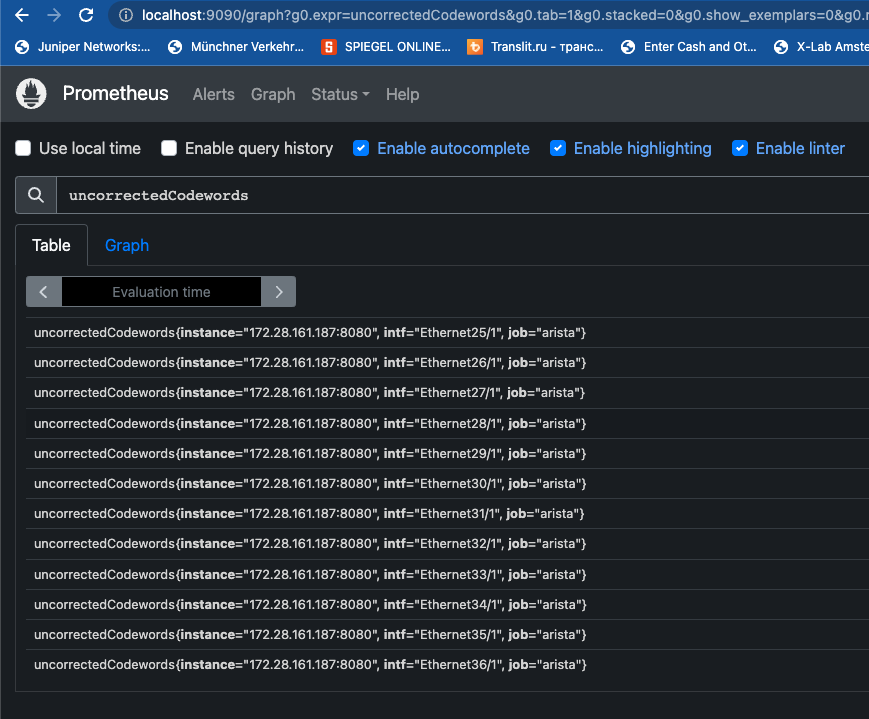 localhost:9090/graph?g0.expr=uncorrectedCodewords&g0.tab=1&g0.stacked=0&g0.show_exemplars=0&g0.r
Juniper Networks:... Münchner Verkehr... SPIEGEL ONLINE... Translit.ru - транс... Enter Cash and Ot... X-Lab Amste
Prometheus Alerts Graph Status Help
Use local time Enable query history Enable autocomplete Enable highlighting Enable linter
uncorrectedCodewords
Table Graph
Evaluation time
uncorrectedCodewords{instance="172.28.161.187:8080", intf="Ethernet25/1", job="arista"}
uncorrectedCodewords{instance="172.28.161.187:8080", intf="Ethernet26/1", job="arista"}
uncorrectedCodewords{instance="172.28.161.187:8080", intf="Ethernet27/1", job="arista"}
uncorrectedCodewords{instance="172.28.161.187:8080", intf="Ethernet28/1", job="arista"}
uncorrectedCodewords{instance="172.28.161.187:8080", intf="Ethernet29/1", job="arista"}
uncorrectedCodewords{instance="172.28.161.187:8080", intf="Ethernet30/1", job="arista"}
uncorrectedCodewords{instance="172.28.161.187:8080", intf="Ethernet31/1", job="arista"}
uncorrectedCodewords{instance="172.28.161.187:8080", intf="Ethernet32/1", job="arista"}
uncorrectedCodewords{instance="172.28.161.187:8080", intf="Ethernet33/1", job="arista"}
uncorrectedCodewords{instance="172.28.161.187:8080", intf="Ethernet34/1", job="arista"}
uncorrectedCodewords{instance="172.28.161.187:8080", intf="Ethernet35/1", job="arista"}
uncorrectedCodewords{instance="172.28.161.187:8080", intf="Ethernet36/1", job="arista"}